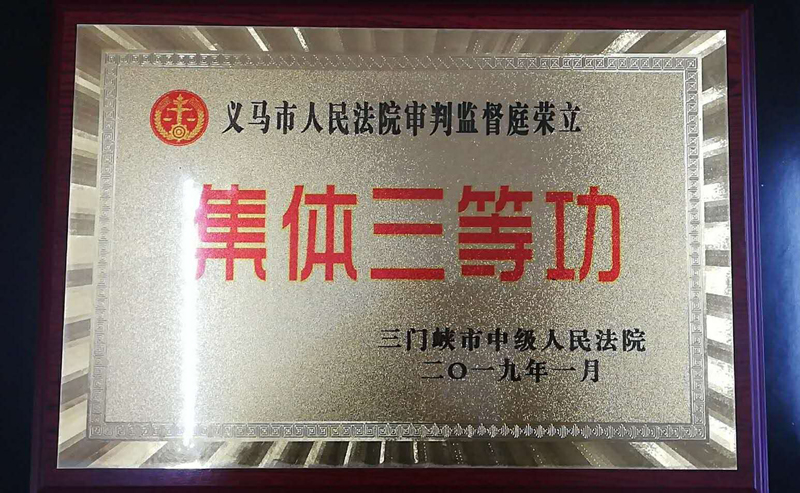 义马市人民法院审判监督庭荣立
集体三等功
三门峡市中级人民法院
二〇一九年一月